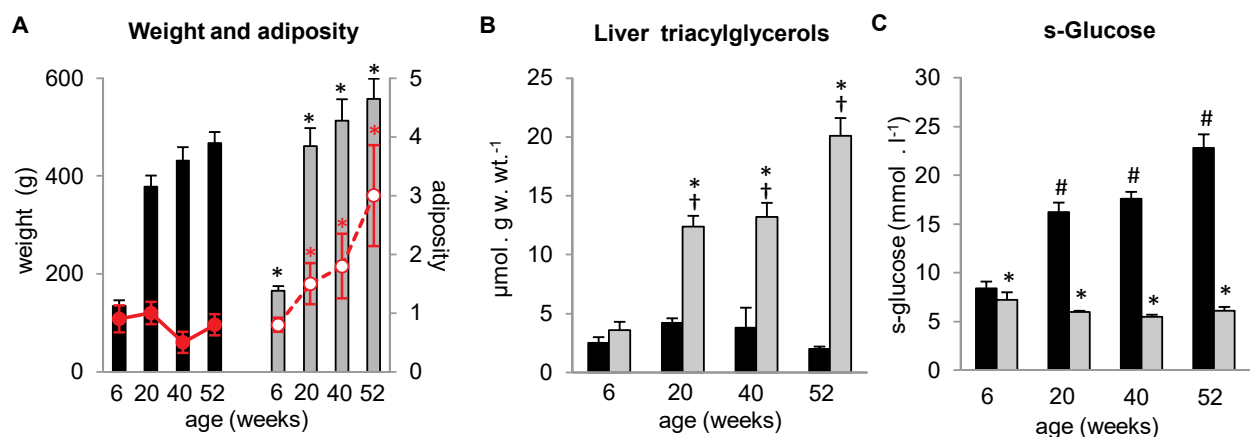 A
Weight and adiposity
600
400
200
0
weight (g)
5
4
3
2
1
0
adiposity
* * * *
* * *
6 20 40 52 6 20 40 52
age (weeks)
B
Liver triacylglycerols
25
20
15
10
5
0
µmol. g w. wt.-1
*
†
*
†
*
†
6 20 40 52
age (weeks)
C
s-Glucose
30
25
20
15
10
5
0
s-glucose (mmol . l-1)
# # #
* * * *
6 20 40 52
age (weeks)